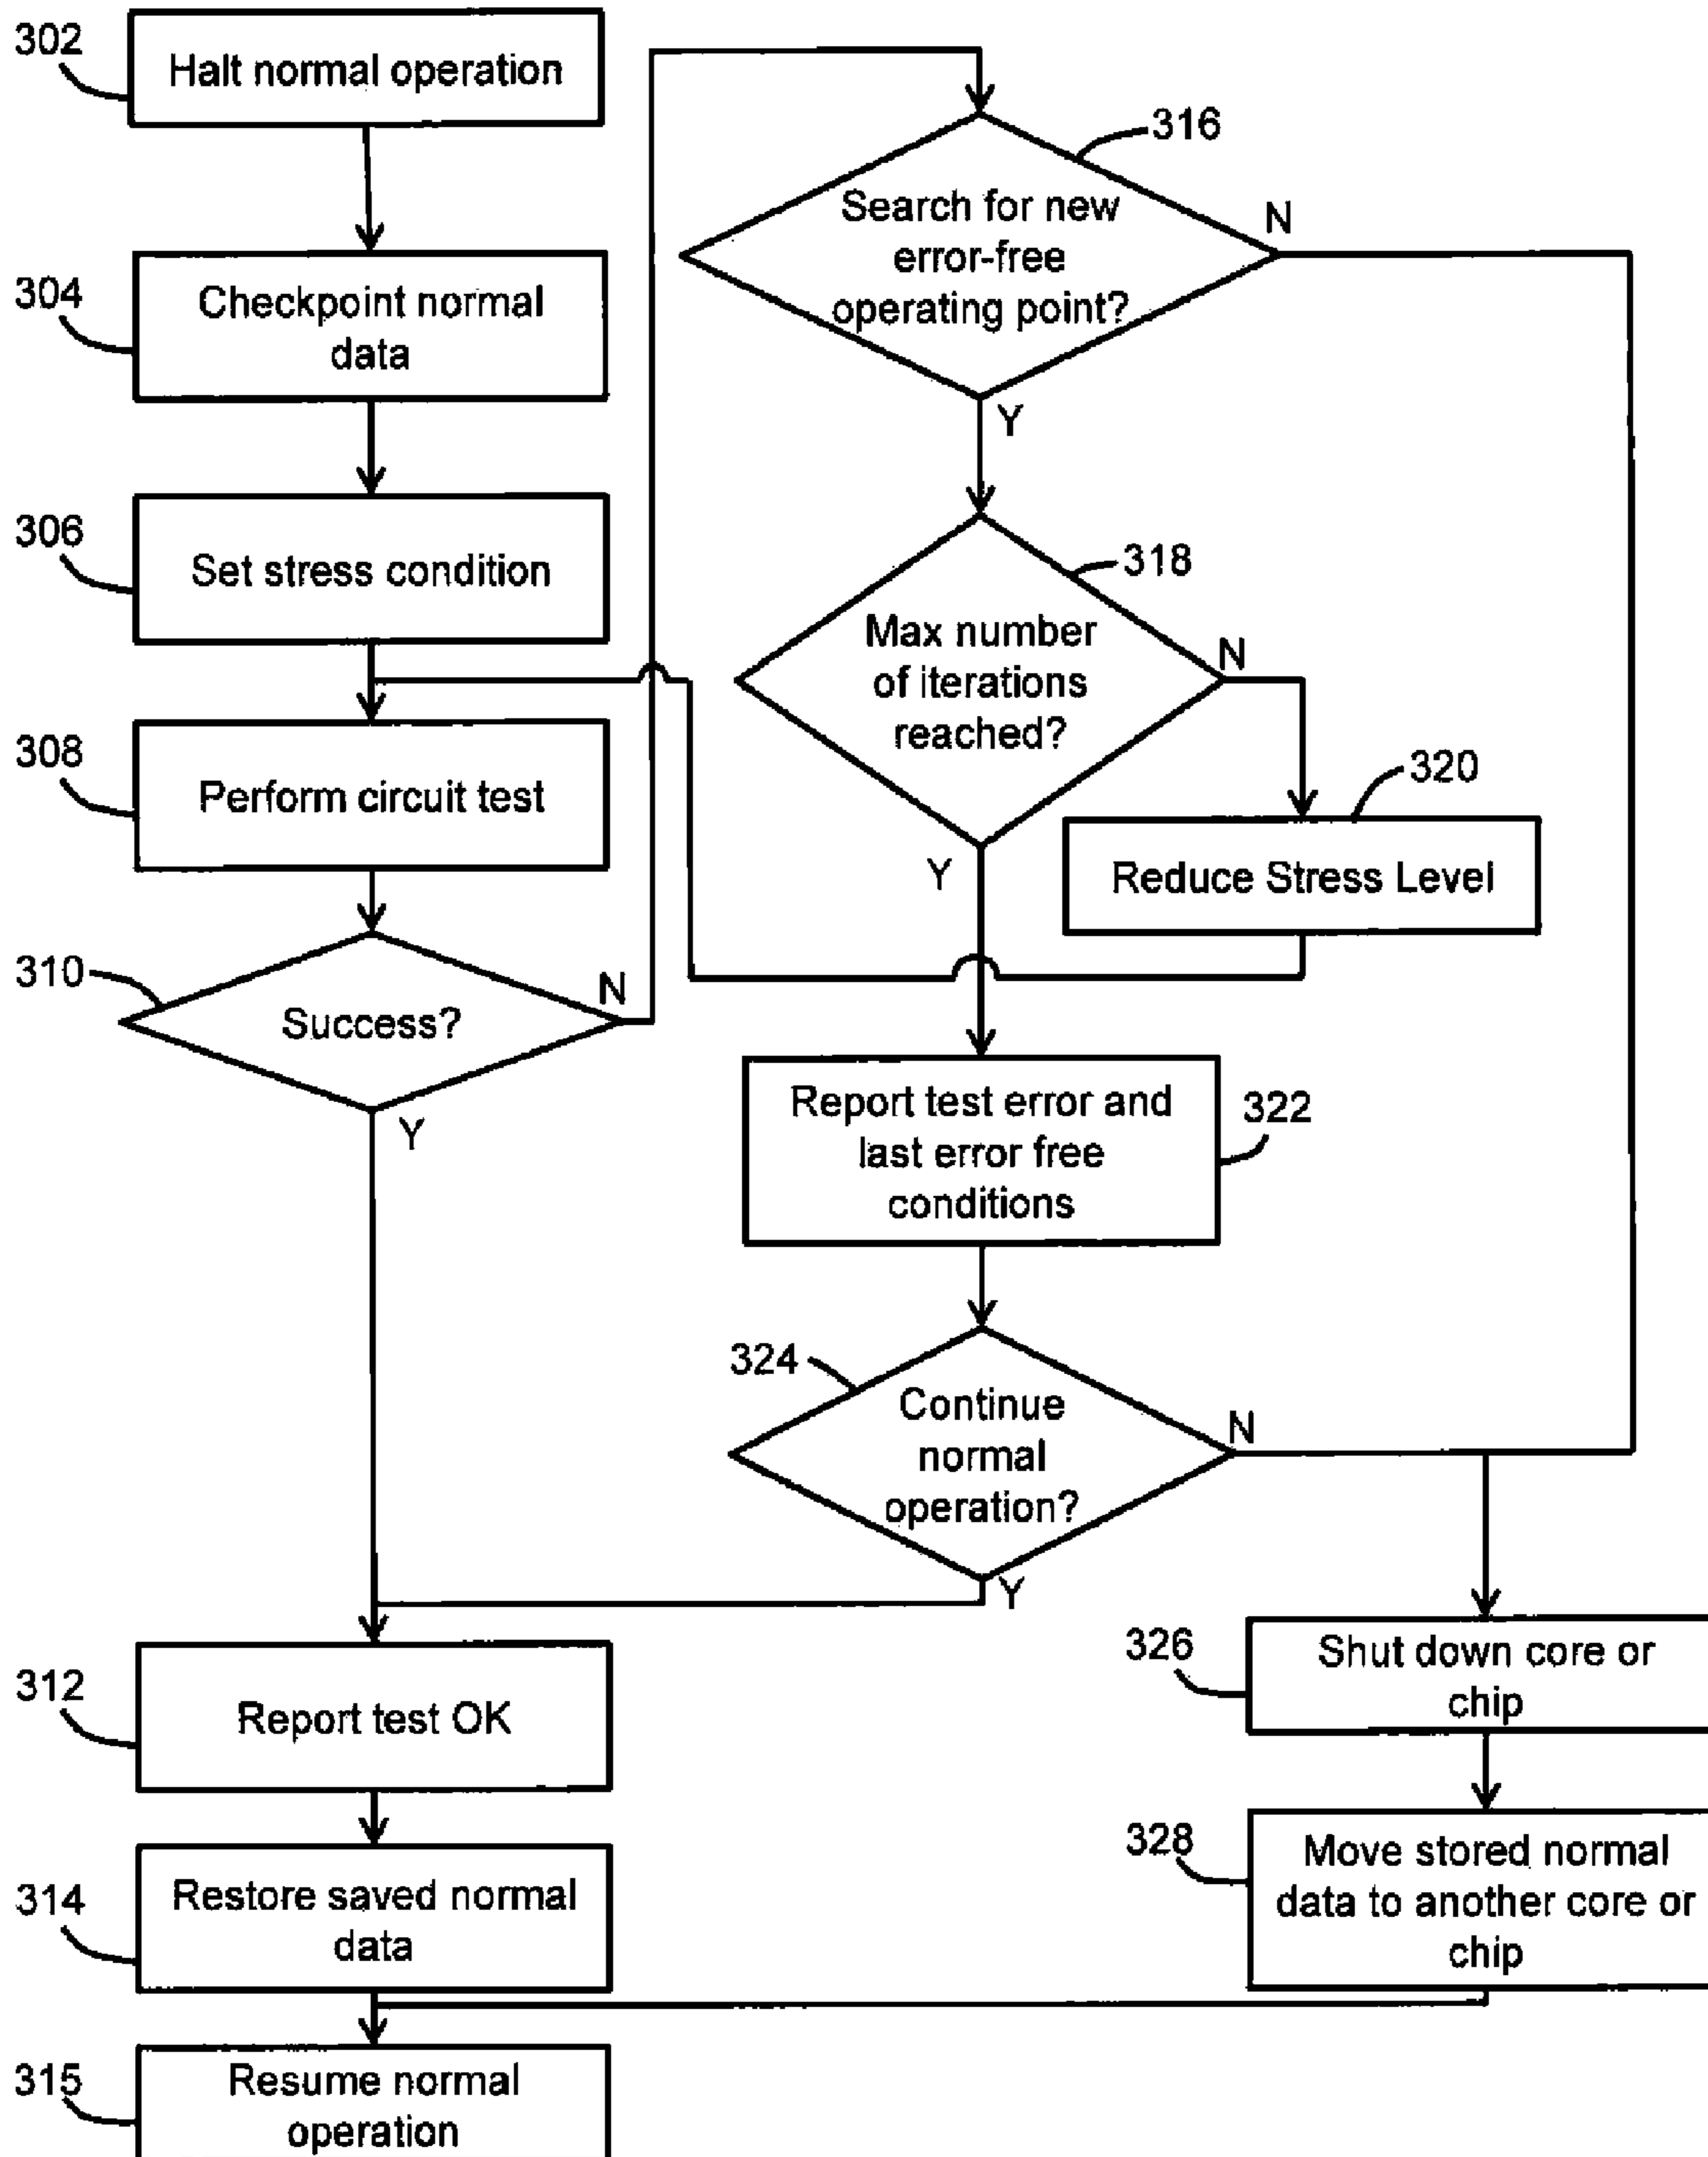 302
Halt normal operation
304
Checkpoint normal
data
306
Set stress condition
308
Perform circuit test
310
Success?
N
Y
316
Search for new
error-free
operating point?
N
Y
318
Max number
of iterations
reached?
N
Y
320
Reduce Stress Level
322
Report test error and
last error free
conditions
324
Continue
normal
operation?
N
Y
312
Report test OK
314
Restore saved normal
data
315
Resume normal
operation
326
Shut down core or
chip
328
Move stored normal
data to another core or
chip